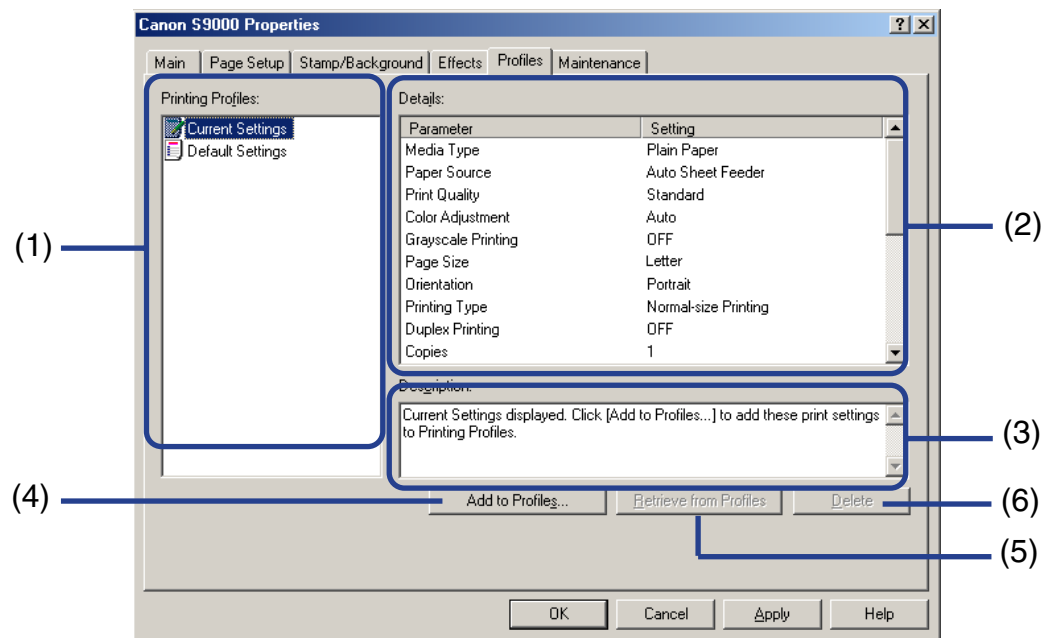 Canon S9000 Properties
Main Page Setup Stamp/Background Effects Profiles Maintenance
Printing Profiles:
Current Settings
Default Settings
Details:
Parameter Setting
Media Type Plain Paper
Paper Source Auto Sheet Feeder
Print Quality Standard
Color Adjustment Auto
Grayscale Printing OFF
Page Size Letter
Orientation Portrait
Printing Type Normal-size Printing
Duplex Printing OFF
Copies 1
Description:
Current Settings displayed. Click [Add to Profiles...] to add these print settings
to Printing Profiles.
Add to Profiles... Retrieve from Profiles Delete
OK Cancel Apply Help
(1)
(2)
(3)
(4)
(6)
(5)